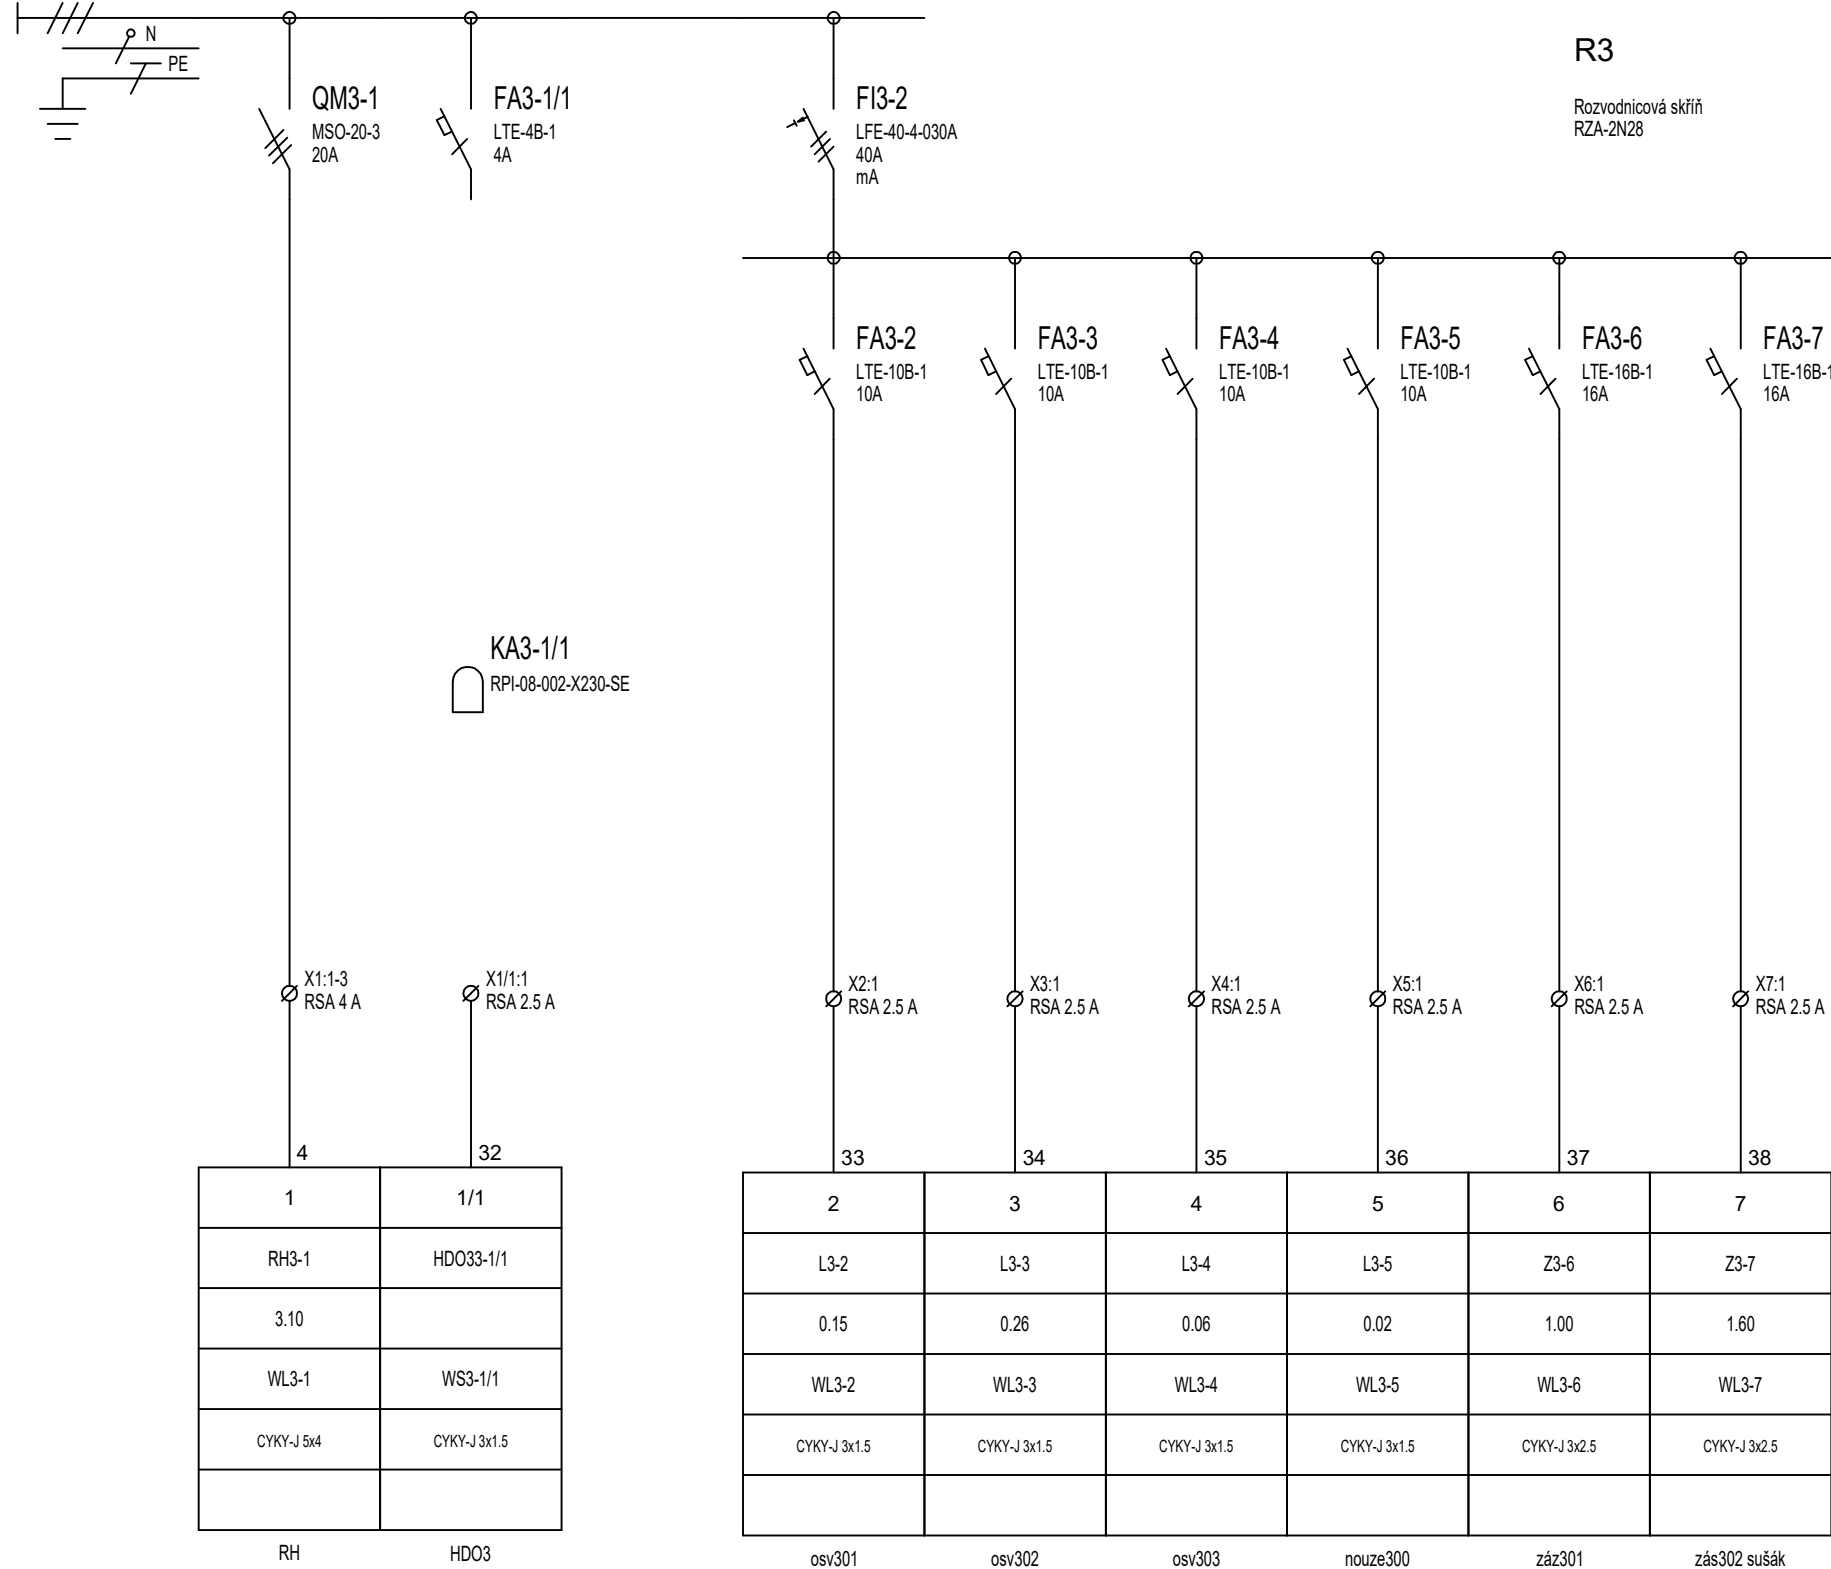 N
PE
R3
Rozvodnicová skříň
RZA-2N28
QM3-1
MSO-20-3
20A
FA3-1/1
LTE-4B-1
4A
FI3-2
LFE-40-4-030A
40A
mA
FA3-2
LTE-10B-1
10A
FA3-3
LTE-10B-1
10A
FA3-4
LTE-10B-1
10A
FA3-5
LTE-10B-1
10A
FA3-6
LTE-16B-1
16A
FA3-7
LTE-16B-1
16A
KA3-1/1
RPI-08-002-X230-SE
X1:1-3
RSA 4 A
X1/1:1
RSA 2.5 A
X2:1
RSA 2.5 A
X3:1
RSA 2.5 A
X4:1
RSA 2.5 A
X5:1
RSA 2.5 A
X6:1
RSA 2.5 A
X7:1
RSA 2.5 A
4 32 33 34 35 36 37 38
1 1/1 2 3 4 5 6 7
RH3-1 HDO33-1/1 L3-2 L3-3 L3-4 L3-5 Z3-6 Z3-7
3.10 0.15 0.26 0.06 0.02 1.00 1.60
WL3-1 WS3-1/1 WL3-2 WL3-3 WL3-4 WL3-5 WL3-6 WL3-7
CYKY-J 5x4 CYKY-J 3x1.5 CYKY-J 3x1.5 CYKY-J 3x1.5 CYKY-J 3x1.5 CYKY-J 3x1.5 CYKY-J 3x2.5 CYKY-J 3x2.5
RH HDO3 osv301 osv302 osv303 nouze300 záz301 zás302 sušák